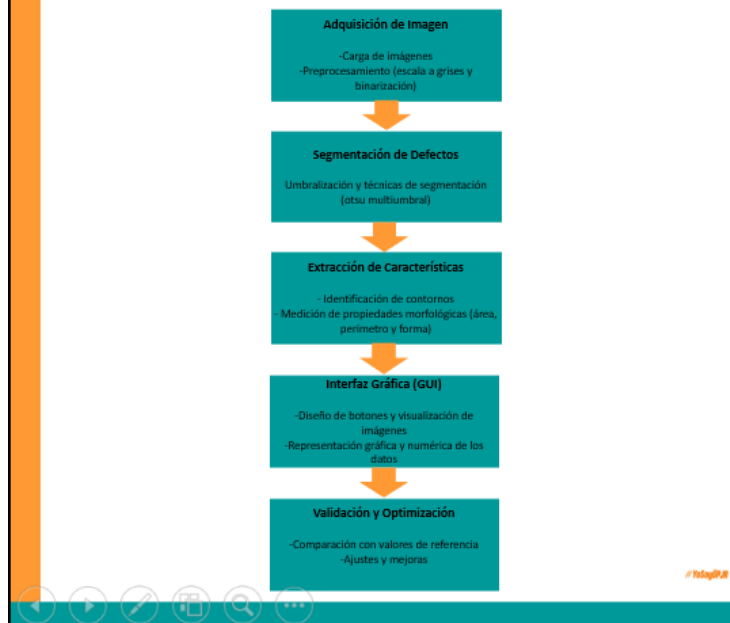 Adquisición de Imagen
-Carga de imágenes
-Preprocesamiento (escala a grises y
binarización)
Segmentación de Defectos
Umbralización y técnicas de segmentación
(otsu multiumbral)
Extracción de Características
- Identificación de contornos
- Medición de propiedades morfológicas (área,
perímetro y forma)
Interfaz Gráfica (GUI)
-Diseño de botones y visualización de
imágenes
-Representación gráfica y numérica de los
datos
Validación y Optimización
-Comparación con valores de referencia
-Ajustes y mejoras